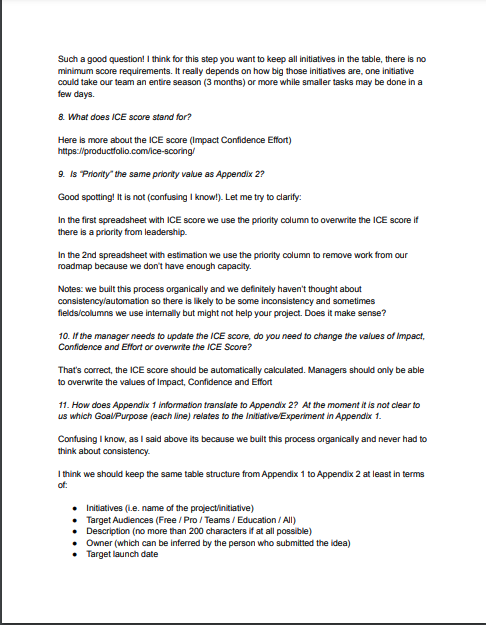 Such a good question! I think for this step you want to keep all initiatives in the table, there is no
minimum score requirements. It really depends on how big those initiatives are, one initiative
could take our team an entire season (3 months) or more while smaller tasks may be done in a
few days.
8. What does ICE score stand for?
Here is more about the ICE score (Impact Confidence Effort)
https://productfolio.com/ice-scoring/
9. Is "Priority" the same priority value as Appendix 2?
Good spotting! It is not (confusing I know!). Let me try to clarify:
In the first spreadsheet with ICE score we use the priority column to overwrite the ICE score if
there is a priority from leadership.
In the 2nd spreadsheet with estimation we use the priority column to remove work from our
roadmap because we don't have enough capacity.
Notes: we built this process organically and we definitely haven't thought about
consistency/automation so there is likely to be some inconsistency and sometimes
fields/columns we use internally but might not help your project. Does it make sense?
10. If the manager needs to update the ICE score, do you need to change the values of Impact,
Confidence and Effort or overwrite the ICE Score?
That's correct, the ICE score should be automatically calculated. Managers should only be able
to overwrite the values of Impact, Confidence and Effort
11. How does Appendix 1 information translate to Appendix 2? At the moment it is not clear to
us which Goal/Purpose (each line) relates to the Initiative/Experiment in Appendix 1.
Confusing I know, as I said above its because we built this process organically and never had to
think about consistency.
I think we should keep the same table structure from Appendix 1 to Appendix 2 at least in terms
of:
● Initiatives (i.e. name of the project/initiative)
● Target Audiences (Free / Pro / Teams / Education / All)
● Description (no more than 200 characters if at all possible)
● Owner (which can be inferred by the person who submitted the idea)
● Target launch date